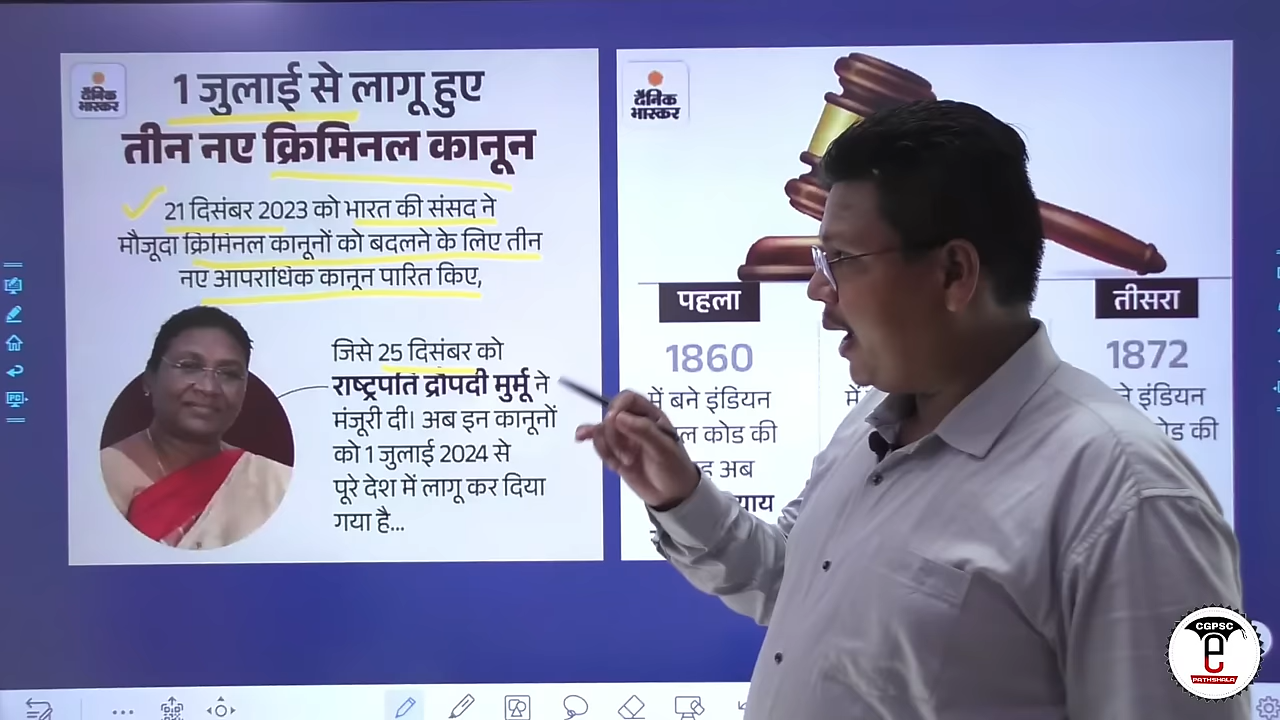 दैनिक
भास्कर
1 जुलाई से लागू हुए
तीन नए क्रिमिनल कानून
21 दिसंबर 2023 को भारत की संसद ने
मौजूदा क्रिमिनल कानूनों को बदलने के लिए तीन
नए आपराधिक कानून पारित किए,
जिसे 25 दिसंबर को
राष्ट्रपति द्रौपदी मुर्मू ने
मंजूरी दी। अब इन कानूनों
को 1 जुलाई 2024 से
पूरे देश में लागू कर दिया
गया है...
दैनिक
भास्कर
पहला
1860
में बने इंडियन
कोड की
अब
तीसरा
1872
इंडियन
की
CGPSC
e
PATHSHALA